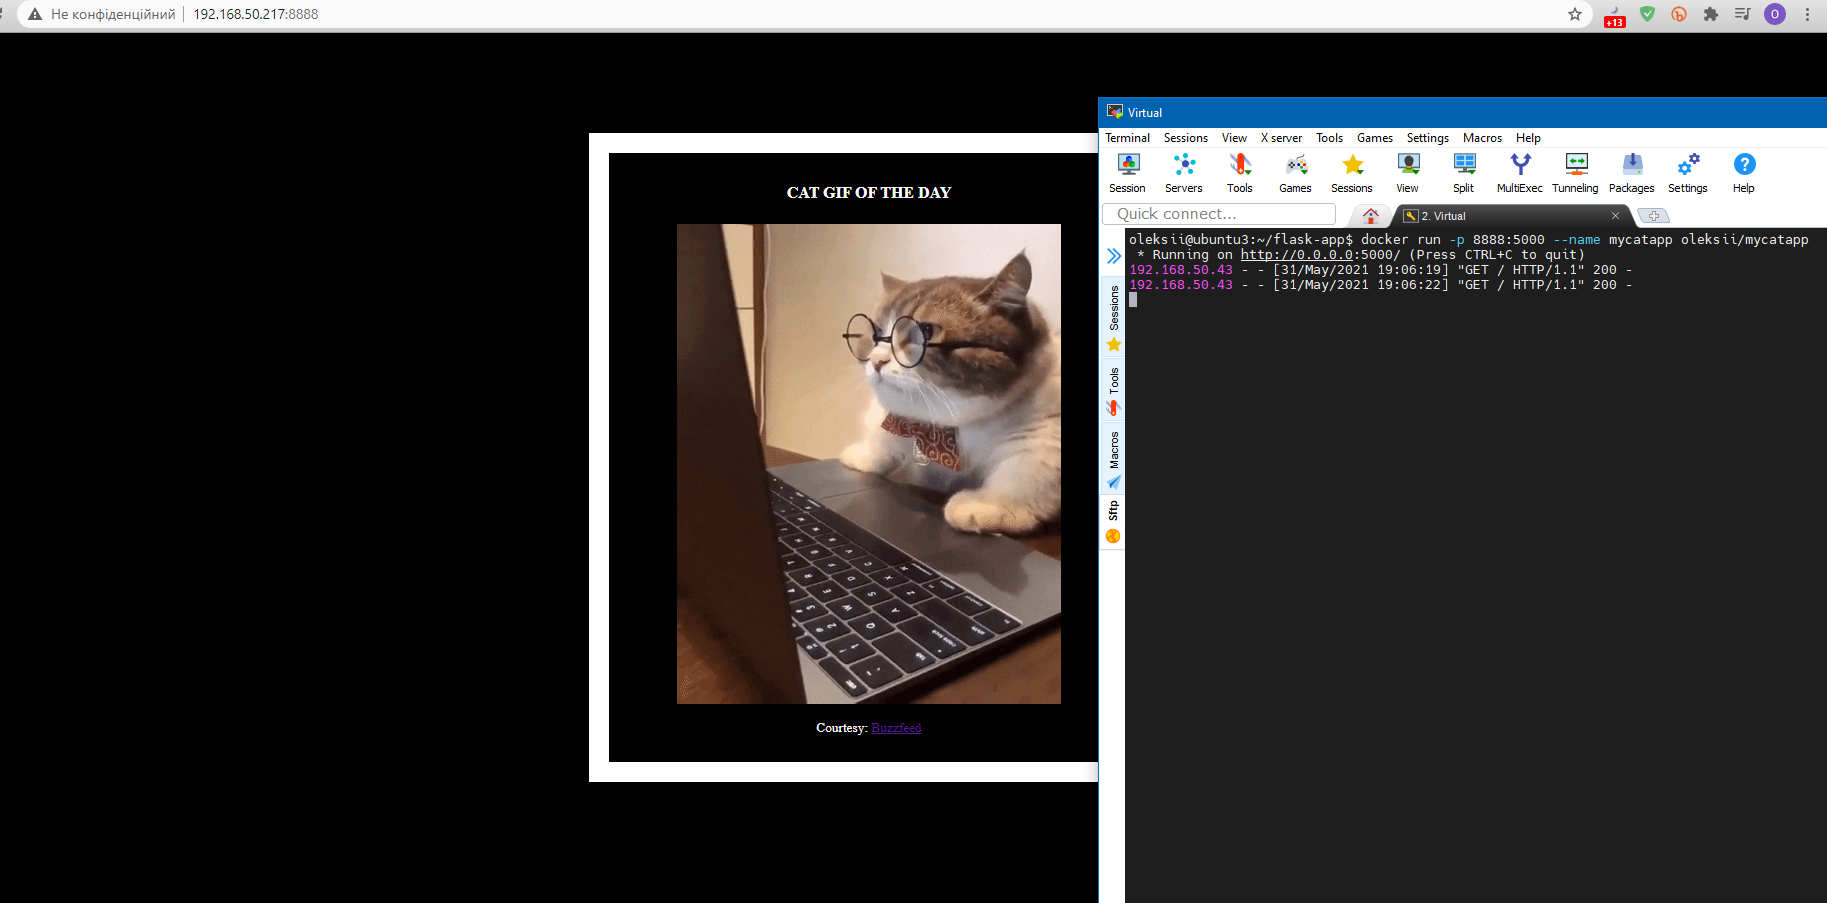 Не конфіденційний 192.168.50.217:8888
+13
O
CAT GIF OF THE DAY
Courtesy: Buzzfeed
Virtual
Terminal Sessions View X server Tools Games Settings Macros Help
Session Servers Tools Games Sessions View Split MultiExec Tunneling Packages Settings Help
Quick connect...
2. Virtual
Sessions
Tools
Macros
Sftp
oleksii@ubuntu3:~/flask-app$ docker run -p 8888:5000 --name mycatapp oleksii/mycatapp
 * Running on http://0.0.0.0:5000/ (Press CTRL+C to quit)
192.168.50.43 - - [31/May/2021 19:06:19] "GET / HTTP/1.1" 200 -
192.168.50.43 - - [31/May/2021 19:06:22] "GET / HTTP/1.1" 200 -